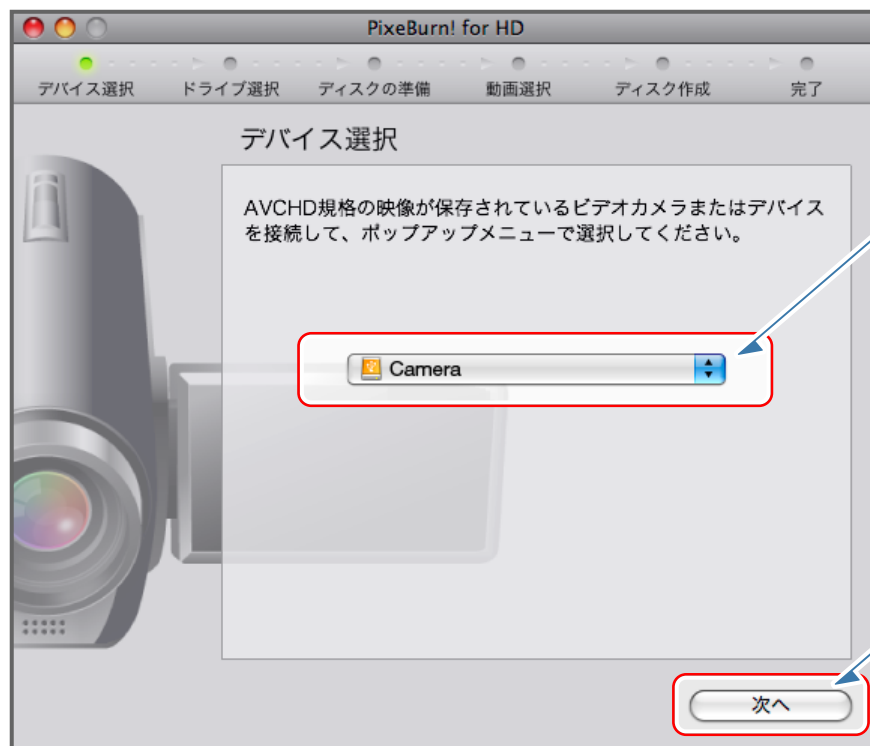 PixeBurn! for HD
デバイス選択 ドライブ選択 ディスクの準備 動画選択 ディスク作成 完了
デバイス選択
AVCHD規格の映像が保存されているビデオカメラまたはデバイス
を接続して、ポップアップメニューで選択してください。
Camera
次へ